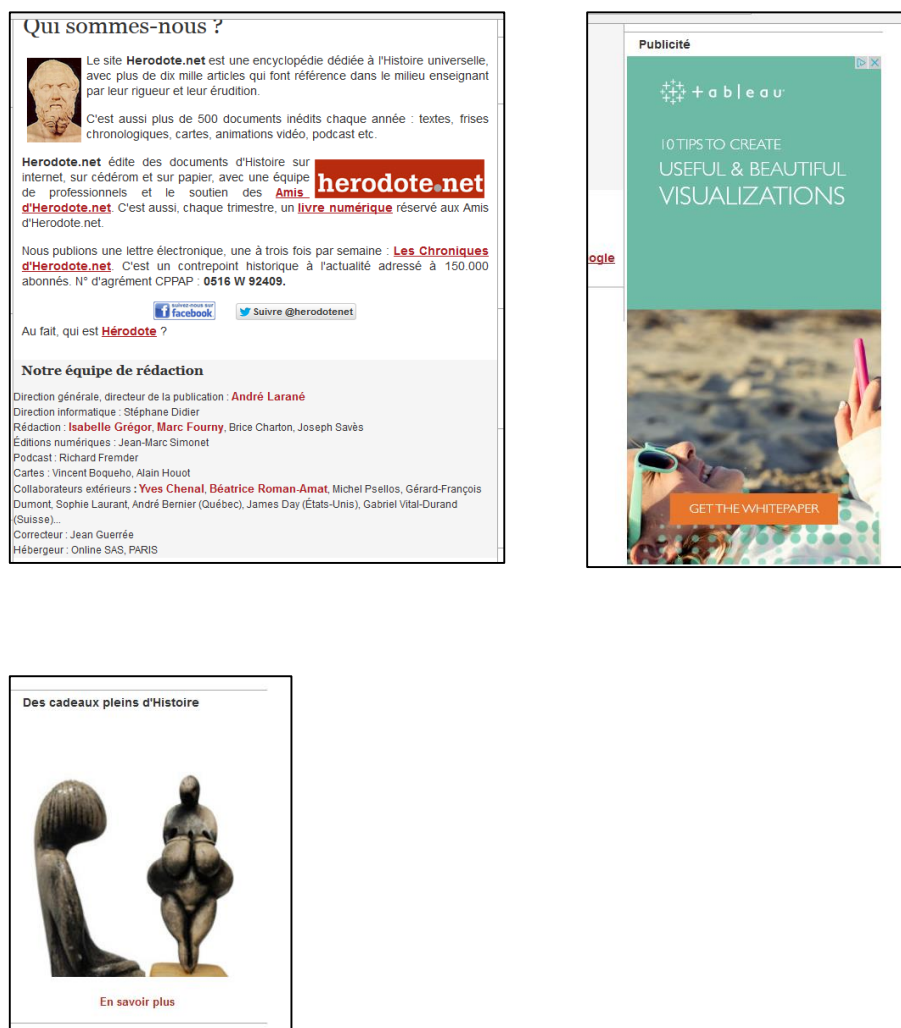 Qui sommes-nous ?
Le site Herodote.net est une encyclopédie dédiée à l'Histoire universelle,
avec plus de dix mille articles qui font référence dans le milieu enseignant
par leur rigueur et leur érudition.
C'est aussi plus de 500 documents inédits chaque année : textes, frises
chronologiques, cartes, animations vidéo, podcast etc.
Herodote.net édite des documents d'Histoire sur
internet, sur cédérom et sur papier, avec une équipe
de professionnels et le soutien des Amis
d'Herodote.net. C'est aussi, chaque trimestre, un livre numérique réservé aux Amis
d'Herodote.net.
herodote.net
Nous publions une lettre électronique, une à trois fois par semaine : Les Chroniques
d'Herodote.net. C'est un contrepoint historique à l'actualité adressé à 150.000
abonnés. N° d'agrément CPPAP : 0516 W 92409.
suivez-nous sur
facebook
Suivre @herodotenet
Au fait, qui est Hérodote ?
Notre équipe de rédaction
Direction générale, directeur de la publication : André Larané
Direction informatique : Stéphane Didier
Rédaction : Isabelle Grégor, Marc Fourny, Brice Charton, Joseph Savès
Éditions numériques : Jean-Marc Simonet
Podcast : Richard Fremder
Cartes : Vincent Boqueho, Alain Houot
Collaborateurs extérieurs : Yves Chenal, Béatrice Roman-Amat, Michel Psellos, Gérard-François
Dumont, Sophie Laurant, André Bernier (Québec), James Day (États-Unis), Gabriel Vital-Durand
(Suisse)...
Correcteur : Jean Guerrée
Hébergeur : Online SAS, PARIS
Publicité
+ableau
10 TIPS TO CREATE
USEFUL & BEAUTIFUL
VISUALIZATIONS
ogle
GET THE WHITEPAPER
Des cadeaux pleins d'Histoire
En savoir plus